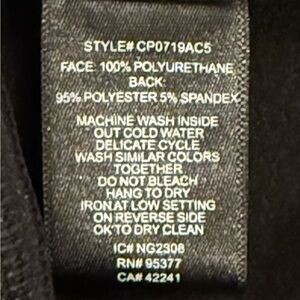 STYLE# CP0719AC5
FACE: 100% POLYURETHANE
BACK:
95% POLYESTER 5% SPANDEX
MACHINE WASH INSIDE
OUT COLD WATER
DELICATE CYCLE
WASH SIMILAR COLORS
TOGETHER
DO NOT BLEACH
HANG TO DRY
IRON AT LOW SETTING
ON REVERSE SIDE
OK TO DRY CLEAN
IC# NG2308
RN# 95377
CA# 42241